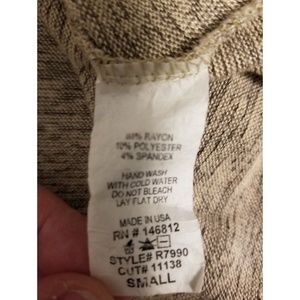 RAYON
10% POLYESTER
4% SPANDEX
HAND WASH
WITH COLD WATER
DO NOT BLEACH
LAY FLAT DRY
MADE IN USA
RN # 146812
STYLE# R7990
CUT# 11138
SMALL